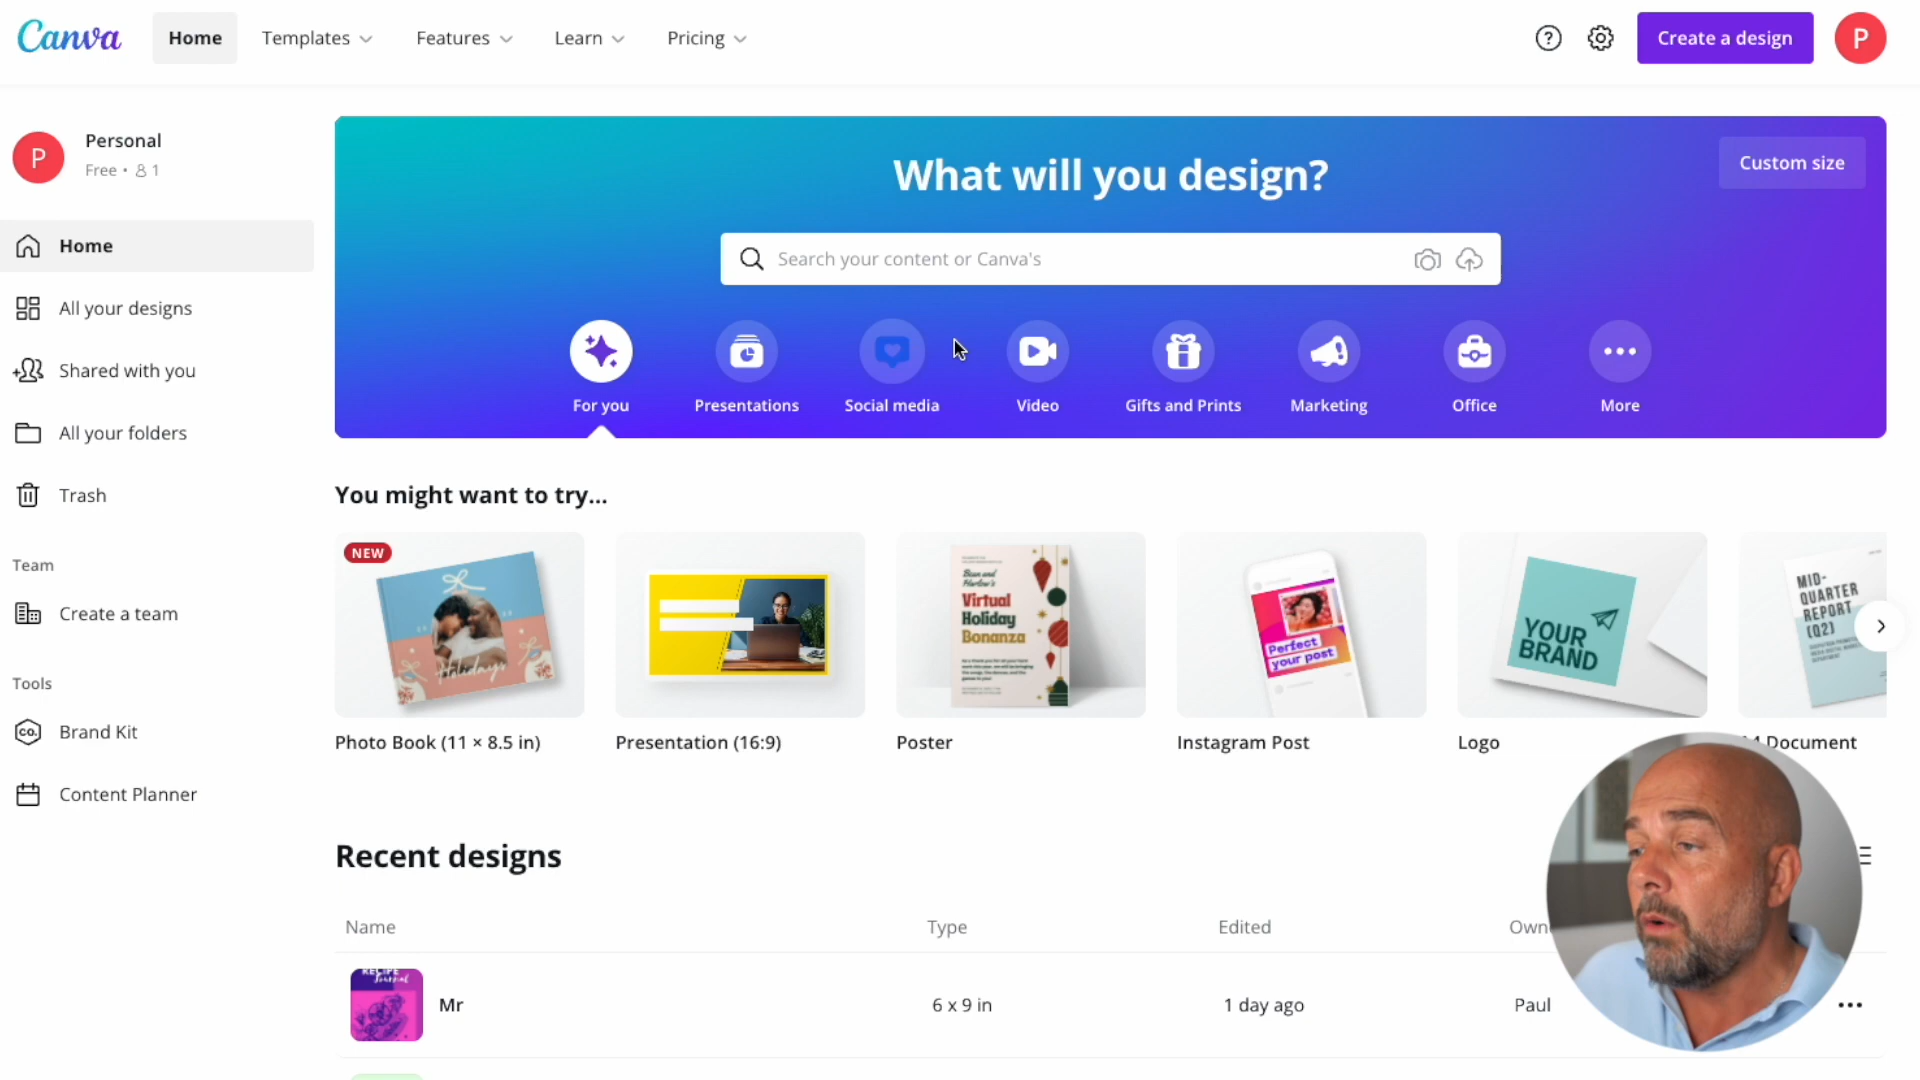 Canva
Home
Templates
Features
Learn
Pricing
Create a design
P
P
Personal
Free • 1
Home
All your designs
Shared with you
All your folders
Trash
Team
Create a team
Tools
CO.
Brand Kit
Content Planner
What will you design?
Custom size
Search your content or Canva's
For you
Presentations
Social media
Video
Gifts and Prints
Marketing
Office
More
You might want to try...
NEW
Holidays
Virtual
Holiday
Bonanza
Perfect
your post
YOUR
BRAND
MID-
QUARTER
REPORT
(Q2)
Photo Book (11 × 8.5 in)
Presentation (16:9)
Poster
Instagram Post
Logo
Document
Recent designs
Name
Type
Edited
Own
RECIPE
Journal
Mr
6 x 9 in
1 day ago
Paul